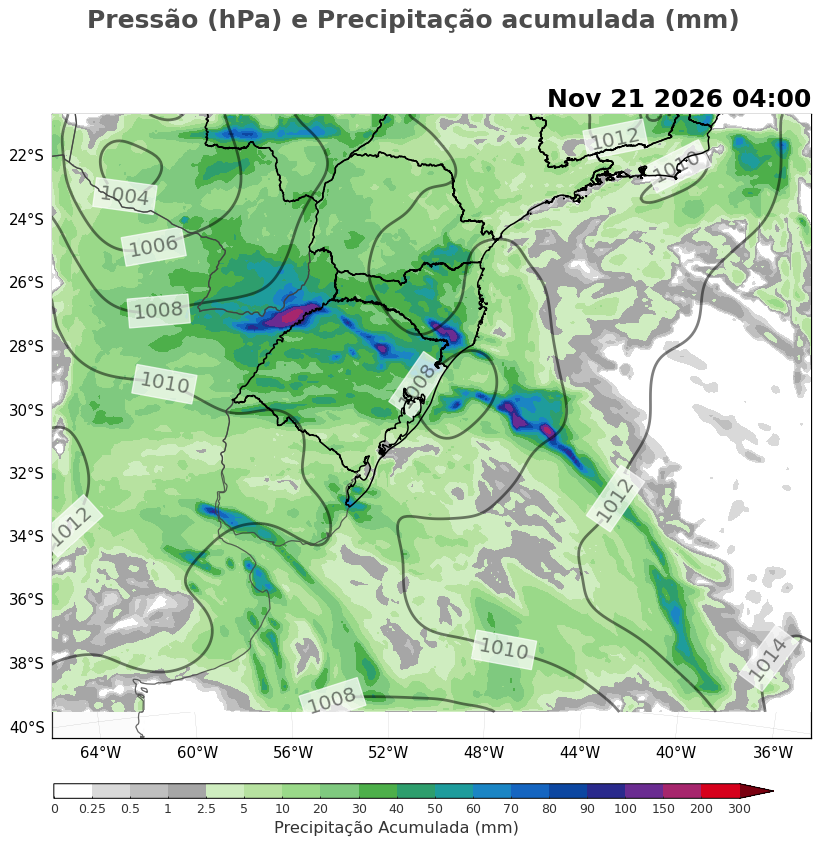 Pressão (hPa) e Precipitação acumulada (mm)
Nov 21 2026 04:00
22°S
24°S
26°S
28°S
30°S
32°S
34°S
36°S
38°S
40°S
1012
1010
1004
1006
1008
1010
1008
1012
1012
1010
1014
1008
64°W 60°W 56°W 52°W 48°W 44°W 40°W 36°W
0 0.25 0.5 1 2.5 5 10 20 30 40 50 60 70 80 90 100 150 200 300
Precipitação Acumulada (mm)